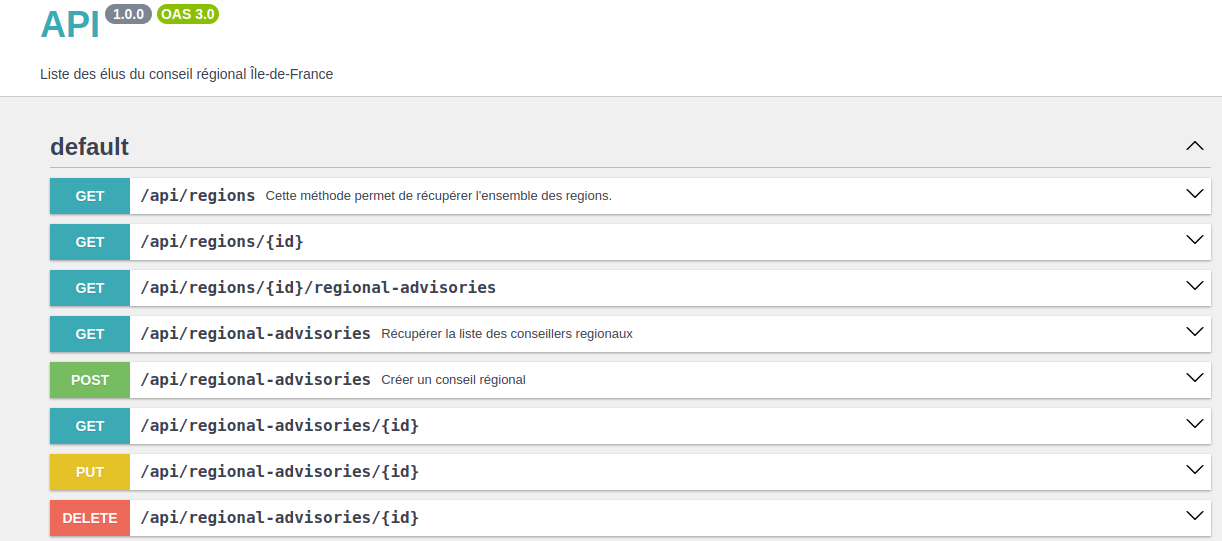 API 1.0.0 OAS 3.0
Liste des élus du conseil régional Île-de-France
default
GET /api/regions Cette méthode permet de récupérer l'ensemble des regions.
GET /api/regions/{id}
GET /api/regions/{id}/regional-advisories
GET /api/regional-advisories Récupérer la liste des conseillers regionaux
POST /api/regional-advisories Créer un conseil régional
GET /api/regional-advisories/{id}
PUT /api/regional-advisories/{id}
DELETE /api/regional-advisories/{id}